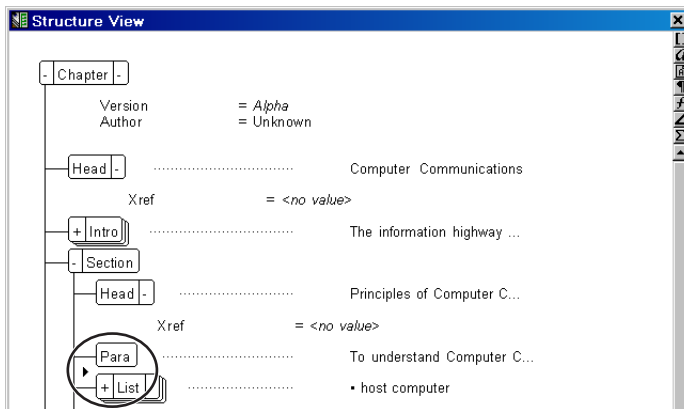 Structure View
- Chapter -
Version = Alpha
Author = Unknown
Head - Computer Communications
Xref = <no value>
+ Intro The information highway ...
- Section
Head - Principles of Computer C...
Xref = <no value>
Para To understand Computer C...
+ List • host computer